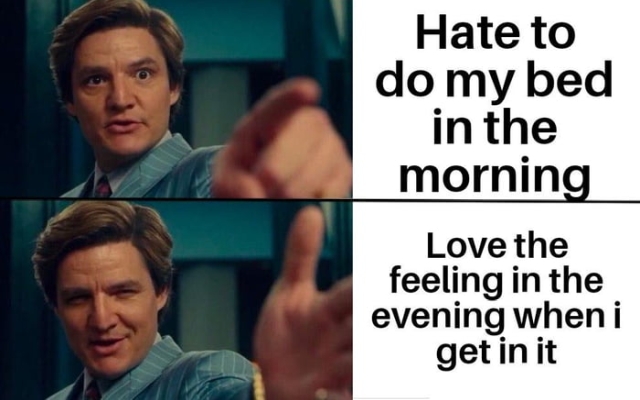 Hate to
do my bed
in the
morning
Love the
feeling in the
evening when i
get in it